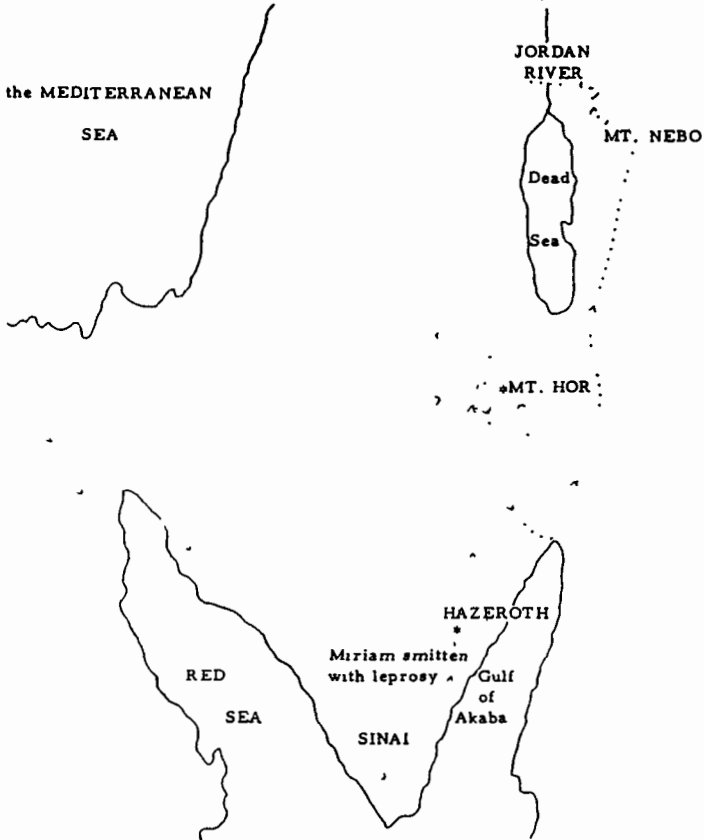 JORDAN
RIVER
the MEDITERRANEAN
SEA
MT. NEBO
Dead
Sea
*MT. HOR
HAZEROTH
*
Miriam smitten
with leprosy
RED
SEA
Gulf
of
Akaba
SINAI